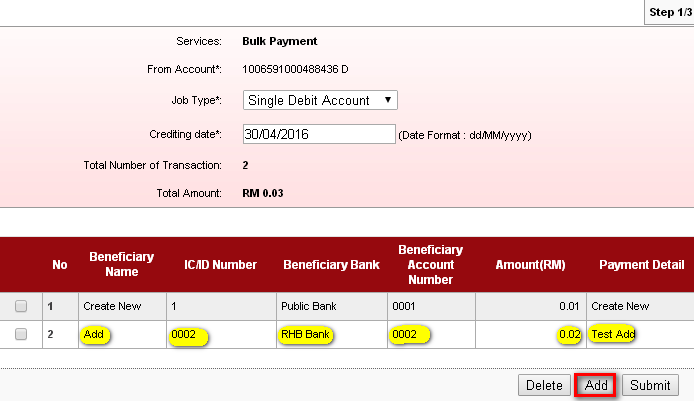 Step 1/3
Services: Bulk Payment
From Account*: 1006591000488436 D
Job Type*: Single Debit Account
Crediting date*: 30/04/2016 (Date Format : dd/MM/yyyy)
Total Number of Transaction: 2
Total Amount: RM 0.03
No Beneficiary Name IC/ID Number Beneficiary Bank Beneficiary Account Number Amount(RM) Payment Detail
1 Create New 1 Public Bank 0001 0.01 Create New
2 Add 0002 RHB Bank 0002 0.02 Test Add
Delete Add Submit